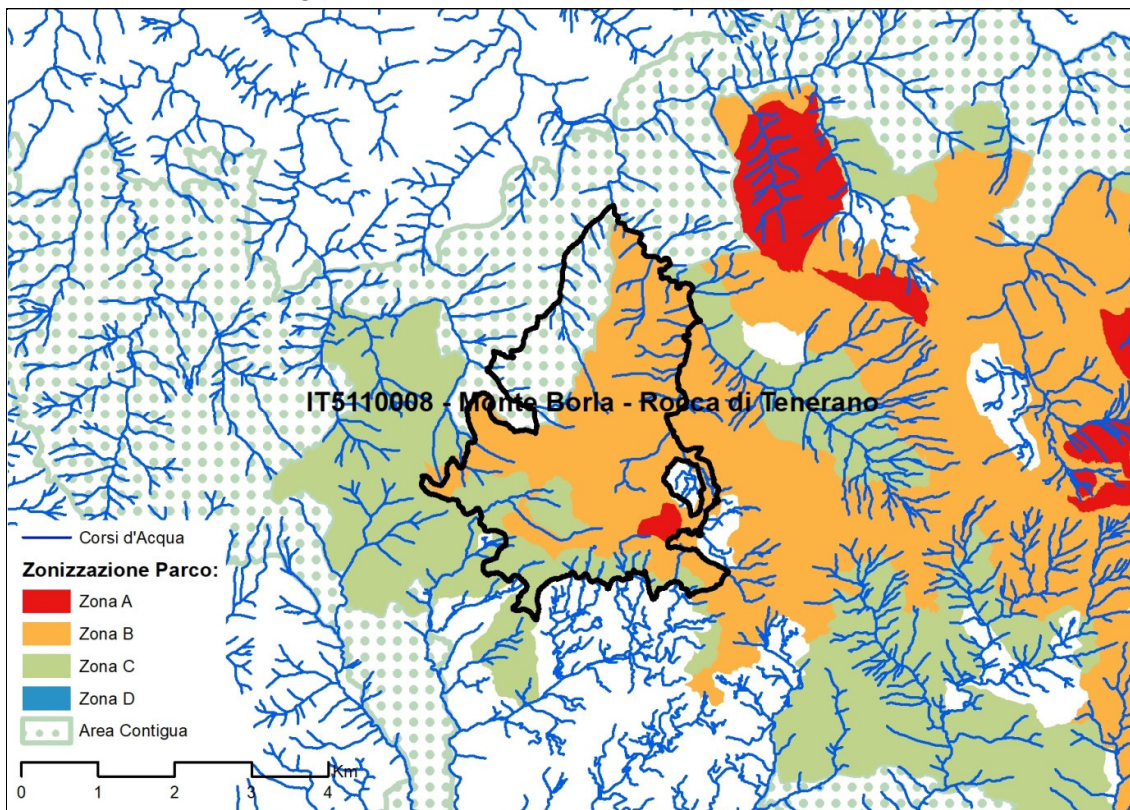 IT5110008 - Monte Borla - Rocca di Tenerano
Corsi d'Acqua
Zonizzazione Parco:
Zona A
Zona B
Zona C
Zona D
Area Contigua
Km
0 1 2 3 4